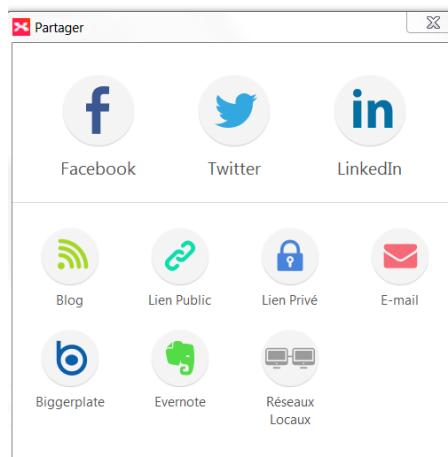 Partager
Facebook Twitter LinkedIn
Blog Lien Public Lien Privé E-mail
Biggerplate Evernote Réseaux
Locaux